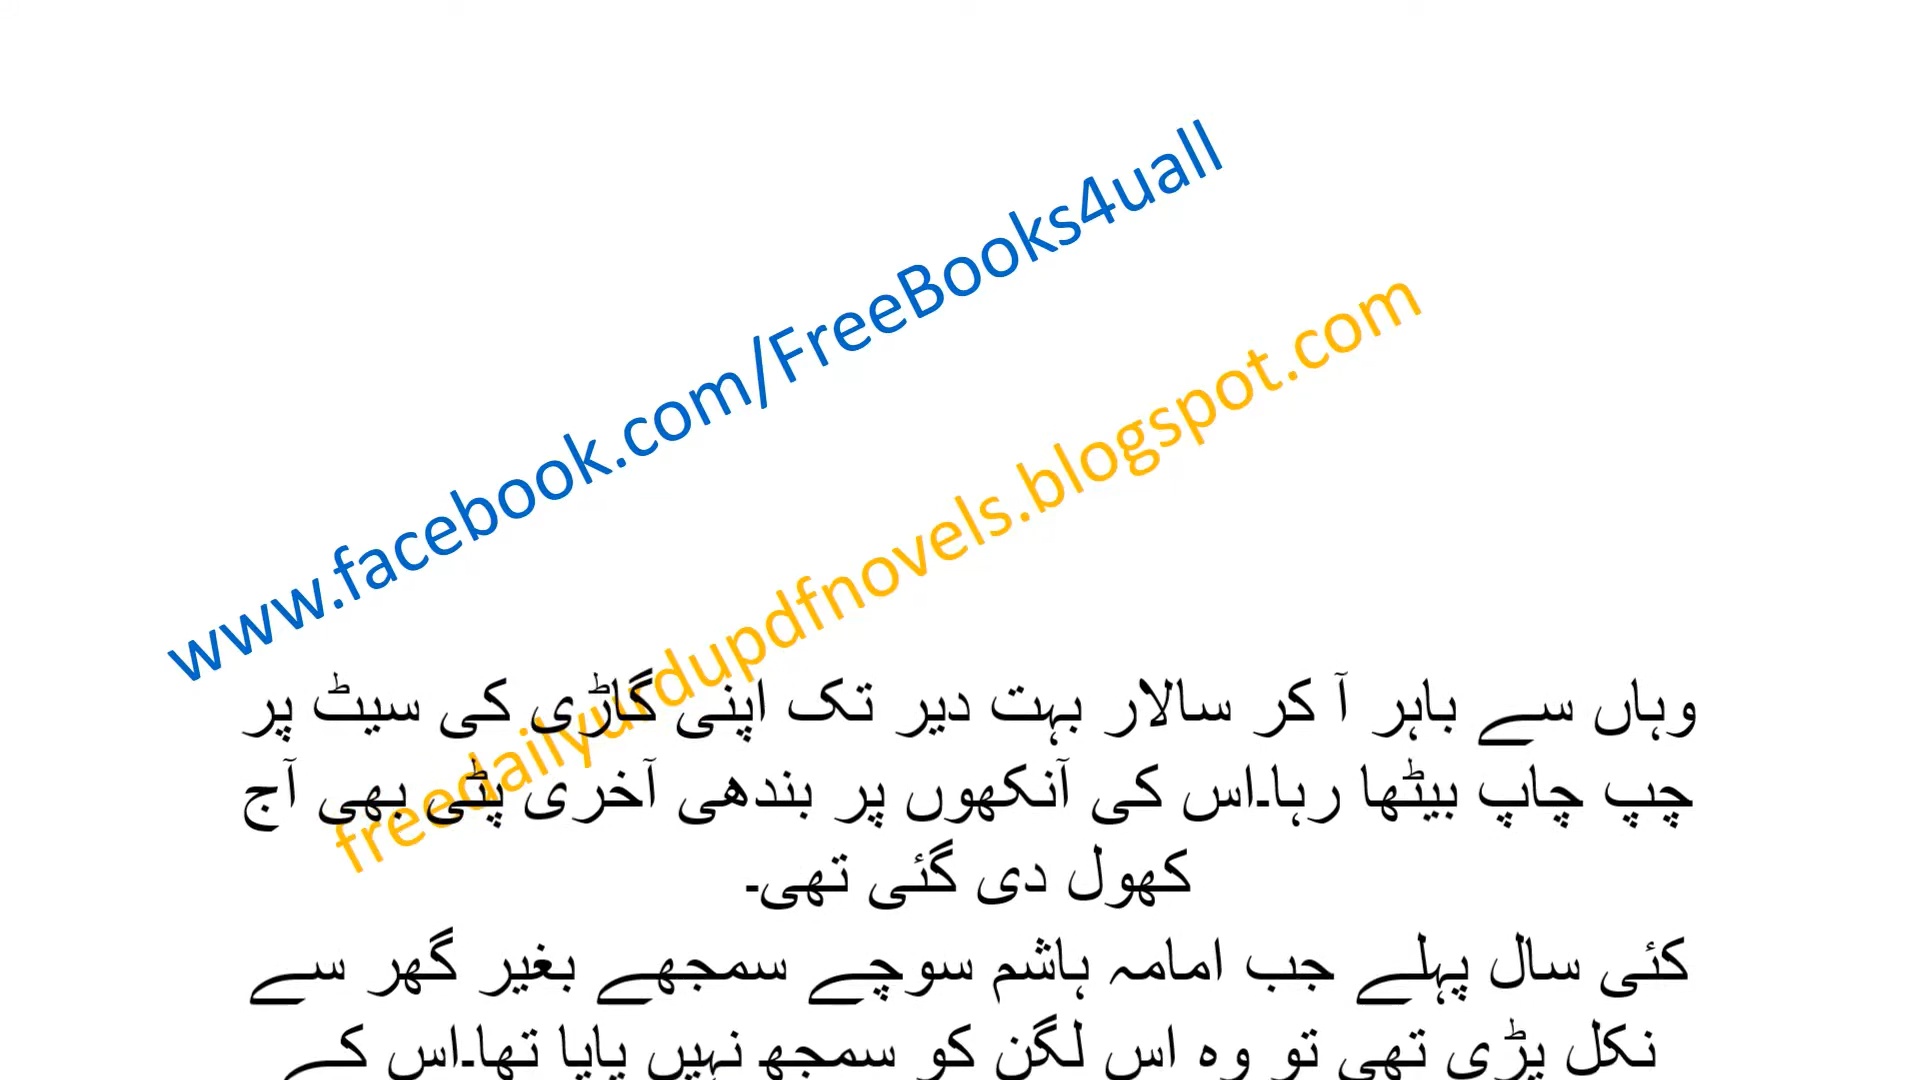 www.facebook.com/FreeBooks4uall
freedailyurdupdfnovels.blogspot.com
وہاں سے باہر آ کر سالار بہت دیر تک اپنی گاڑی کی سیٹ پر
چپ چاپ بیٹھا رہا۔اس کی آنکھوں پر بندھی آخری پٹی بھی آج
کھول دی گئی تھی۔
کئی سال پہلے جب امامہ ہاشم سوچے سمجھے بغیر گھر سے
نکل پڑی تھی تو وہ اس لگن کو سمجھ نہیں پایا تھا۔اس کے